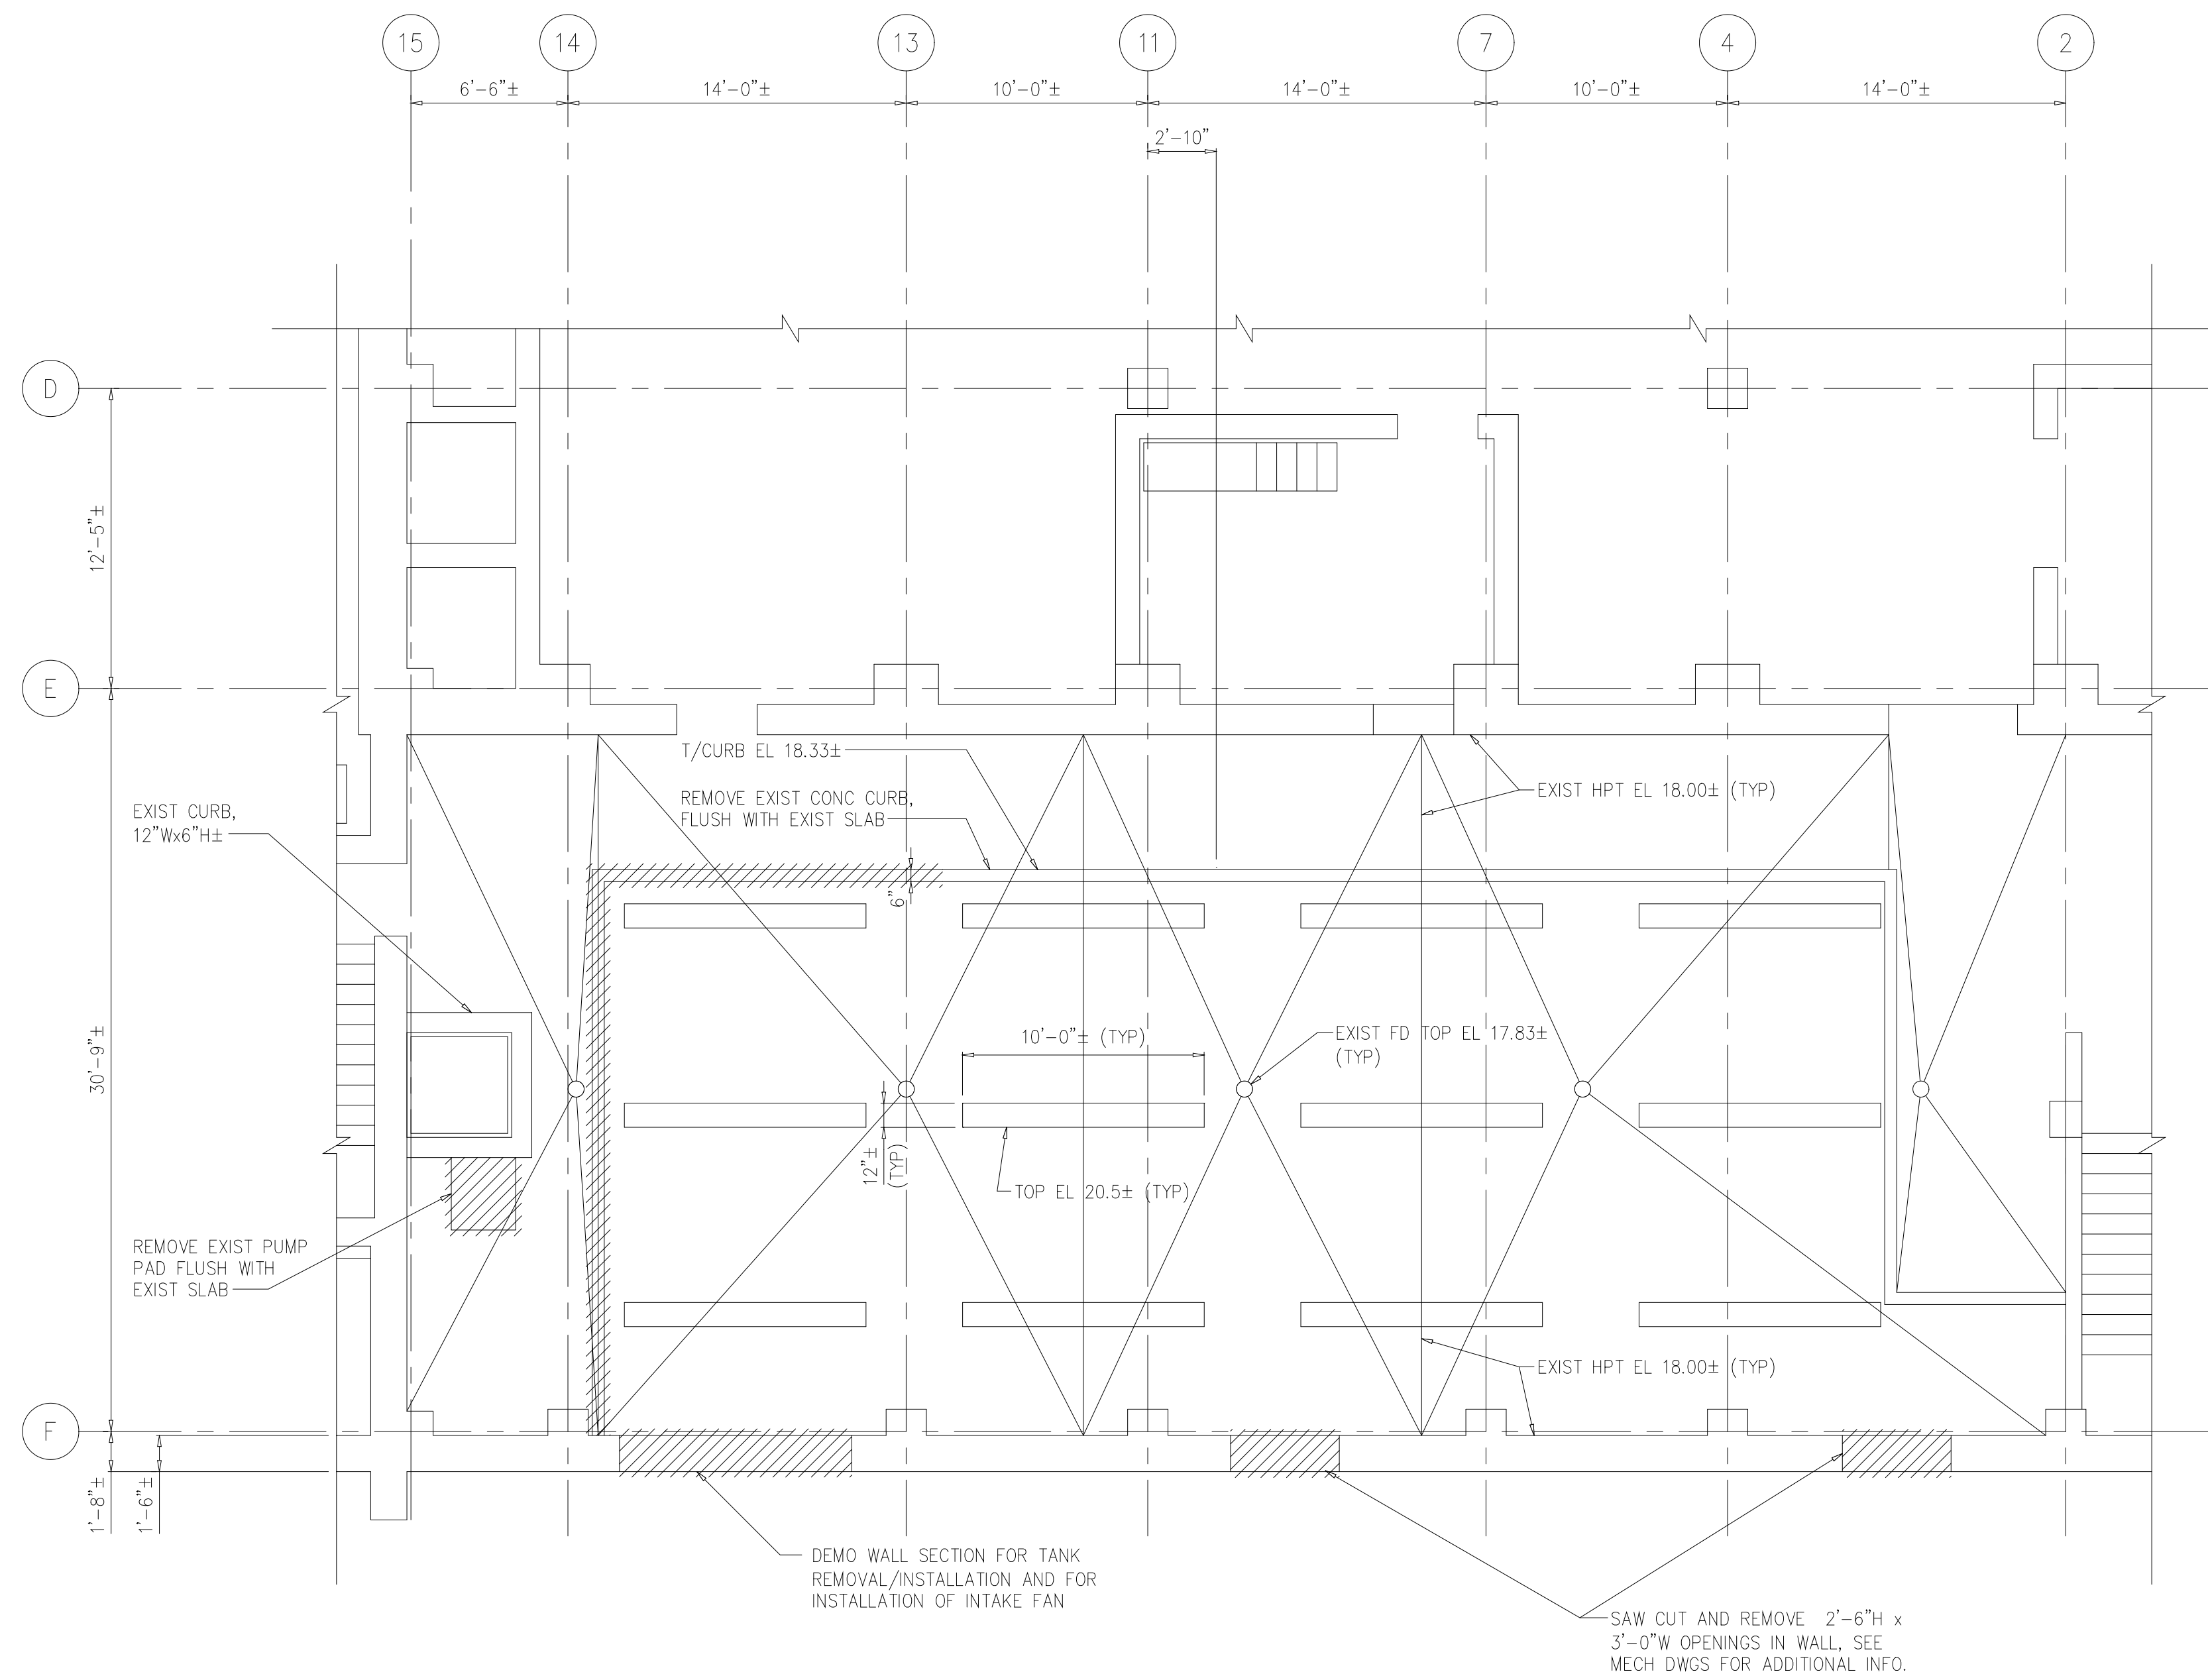 15
14
13
11
7
4
2
6'-6"±
14'-0"±
10'-0"±
14'-0"±
10'-0"±
14'-0"±
2'-10"
D
12'-5"±
E
T/CURB EL 18.33±
REMOVE EXIST CONC CURB,
FLUSH WITH EXIST SLAB
EXIST HPT EL 18.00± (TYP)
EXIST CURB,
12"Wx6"H±
6"
30'-9"±
10'-0"± (TYP)
EXIST FD TOP EL 17.83±
(TYP)
12"±
(TYP)
TOP EL 20.5± (TYP)
REMOVE EXIST PUMP
PAD FLUSH WITH
EXIST SLAB
EXIST HPT EL 18.00± (TYP)
F
1'-8"±
1'-6"±
DEMO WALL SECTION FOR TANK
REMOVAL/INSTALLATION AND FOR
INSTALLATION OF INTAKE FAN
SAW CUT AND REMOVE 2'-6"H x
3'-0"W OPENINGS IN WALL, SEE
MECH DWGS FOR ADDITIONAL INFO.